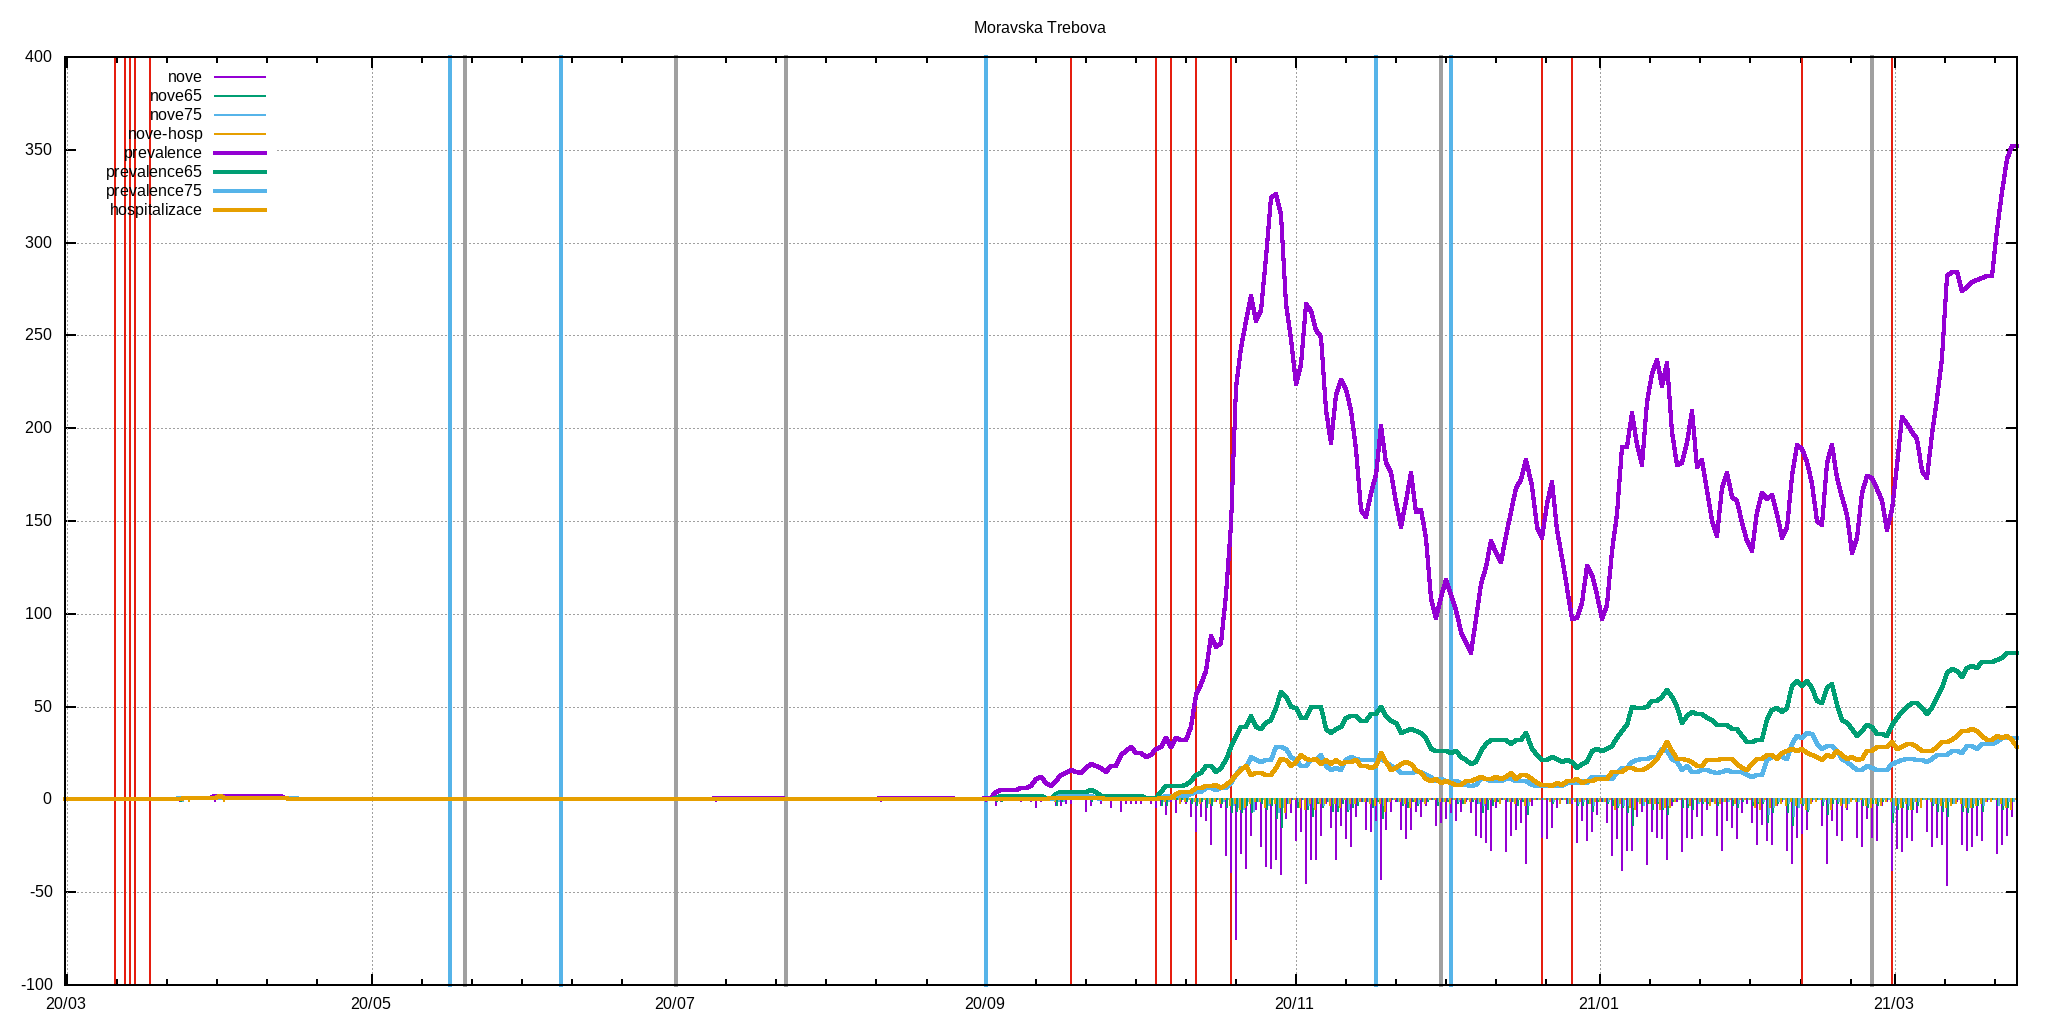 Moravska Trebova
400
350
300
250
200
150
100
50
0
-50
-100
nove
nove65
nove75
nove-hosp
prevalence
prevalence65
prevalence75
hospitalizace
20/03 20/05 20/07 20/09 20/11 21/01 21/03